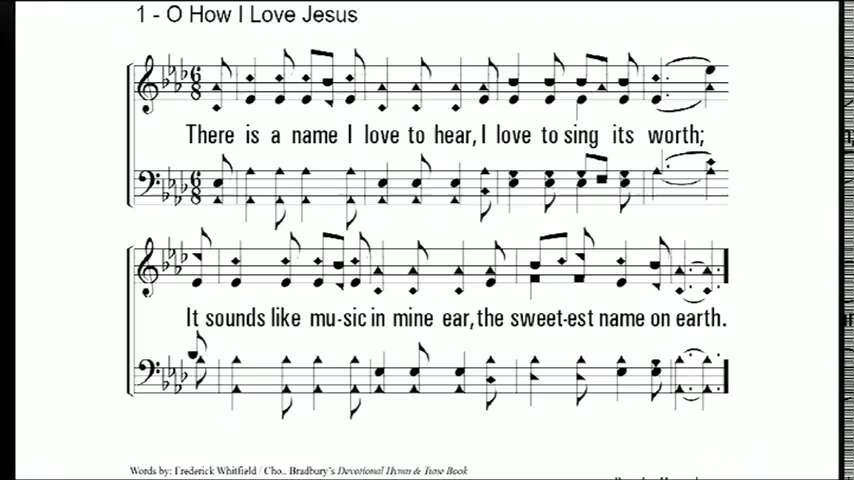 1 - O How I Love Jesus
There is a name I love to hear, I love to sing its worth;
It sounds like mu-sic in mine ear, the sweet-est name on earth.
Words by: Frederick Whitfield / Cho.. Bradbury's Devotional Hymn & Tune Book